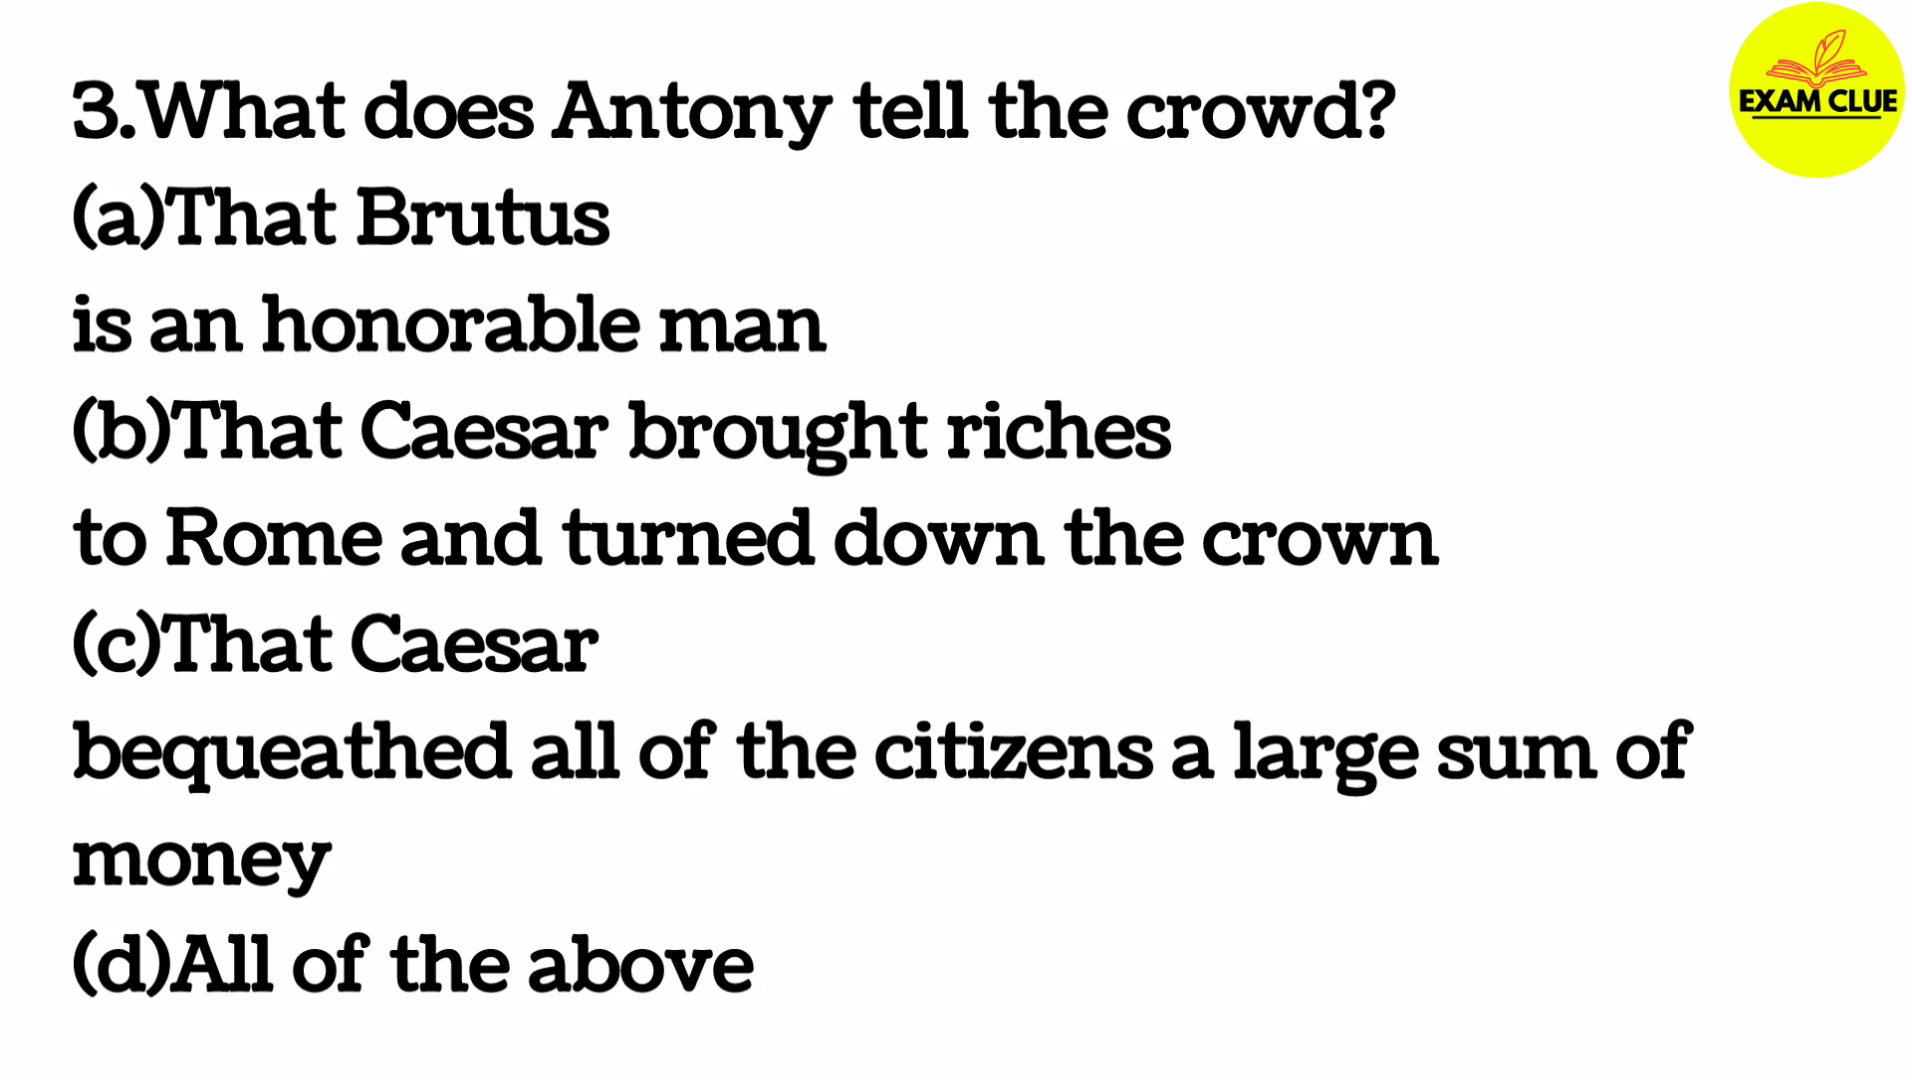 3.What does Antony tell the crowd?
(a)That Brutus
is an honorable man
(b)That Caesar brought riches
to Rome and turned down the crown
(c)That Caesar
bequeathed all of the citizens a large sum of
money
(d)All of the above
EXAM CLUE